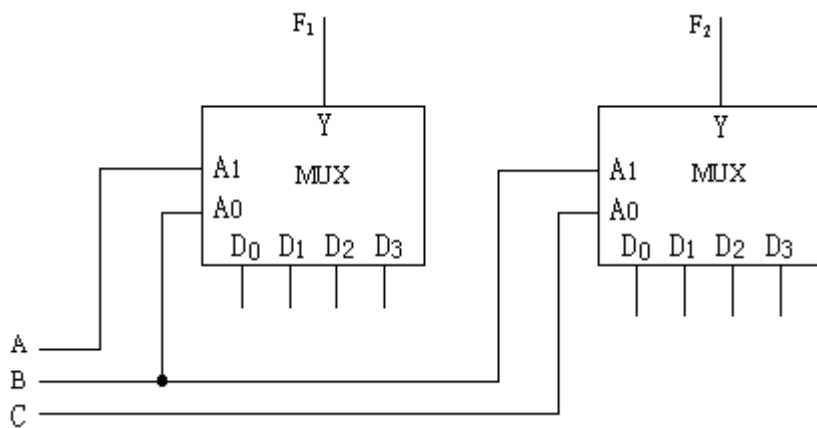 F₁ F₂
Y Y
A1 MUX A1 MUX
A0 A0
D₀ D₁ D₂ D₃ D₀ D₁ D₂ D₃
A
B
C